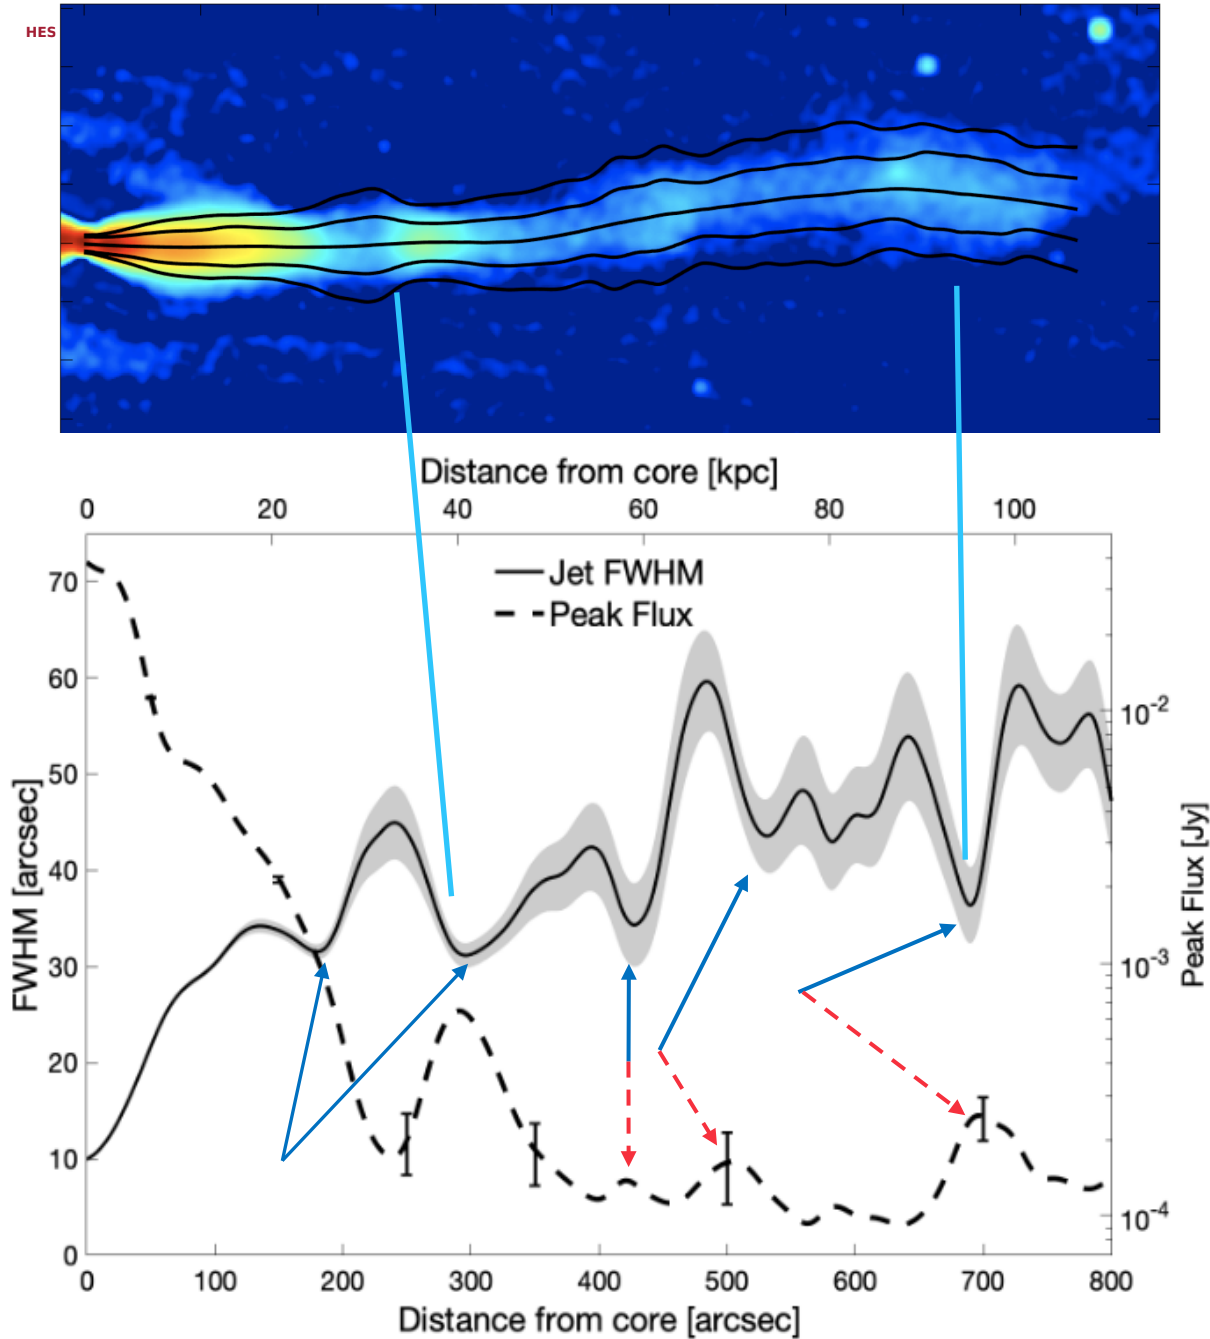 HES
Distance from core [kpc]
0 20 40 60 80 100
Jet FWHM
Peak Flux
70
60
50
40
30
20
10
0
FWHM [arcsec]
10-2
10-3
10-4
Peak Flux [Jy]
0 100 200 300 400 500 600 700 800
Distance from core [arcsec]